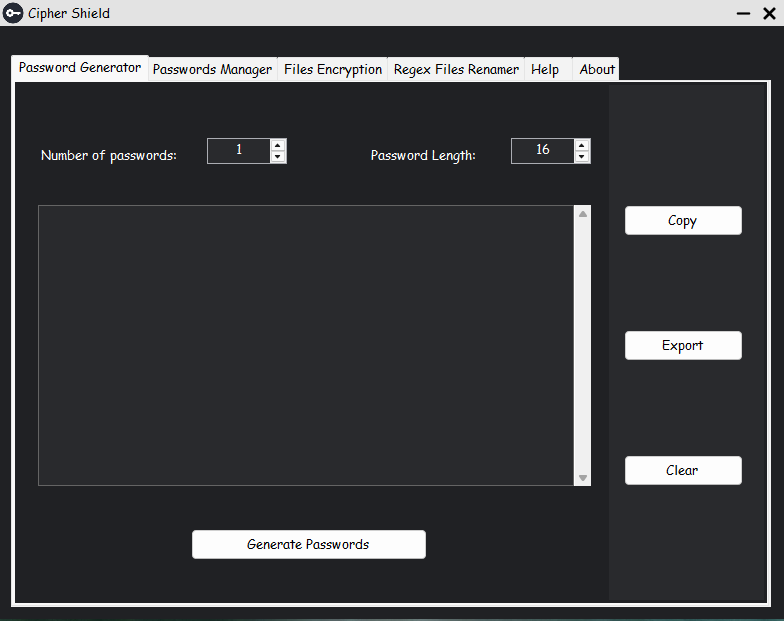 Cipher Shield
Password Generator Passwords Manager Files Encryption Regex Files Renamer Help About
Number of passwords: 1 Password Length: 16
Copy
Export
Clear
Generate Passwords